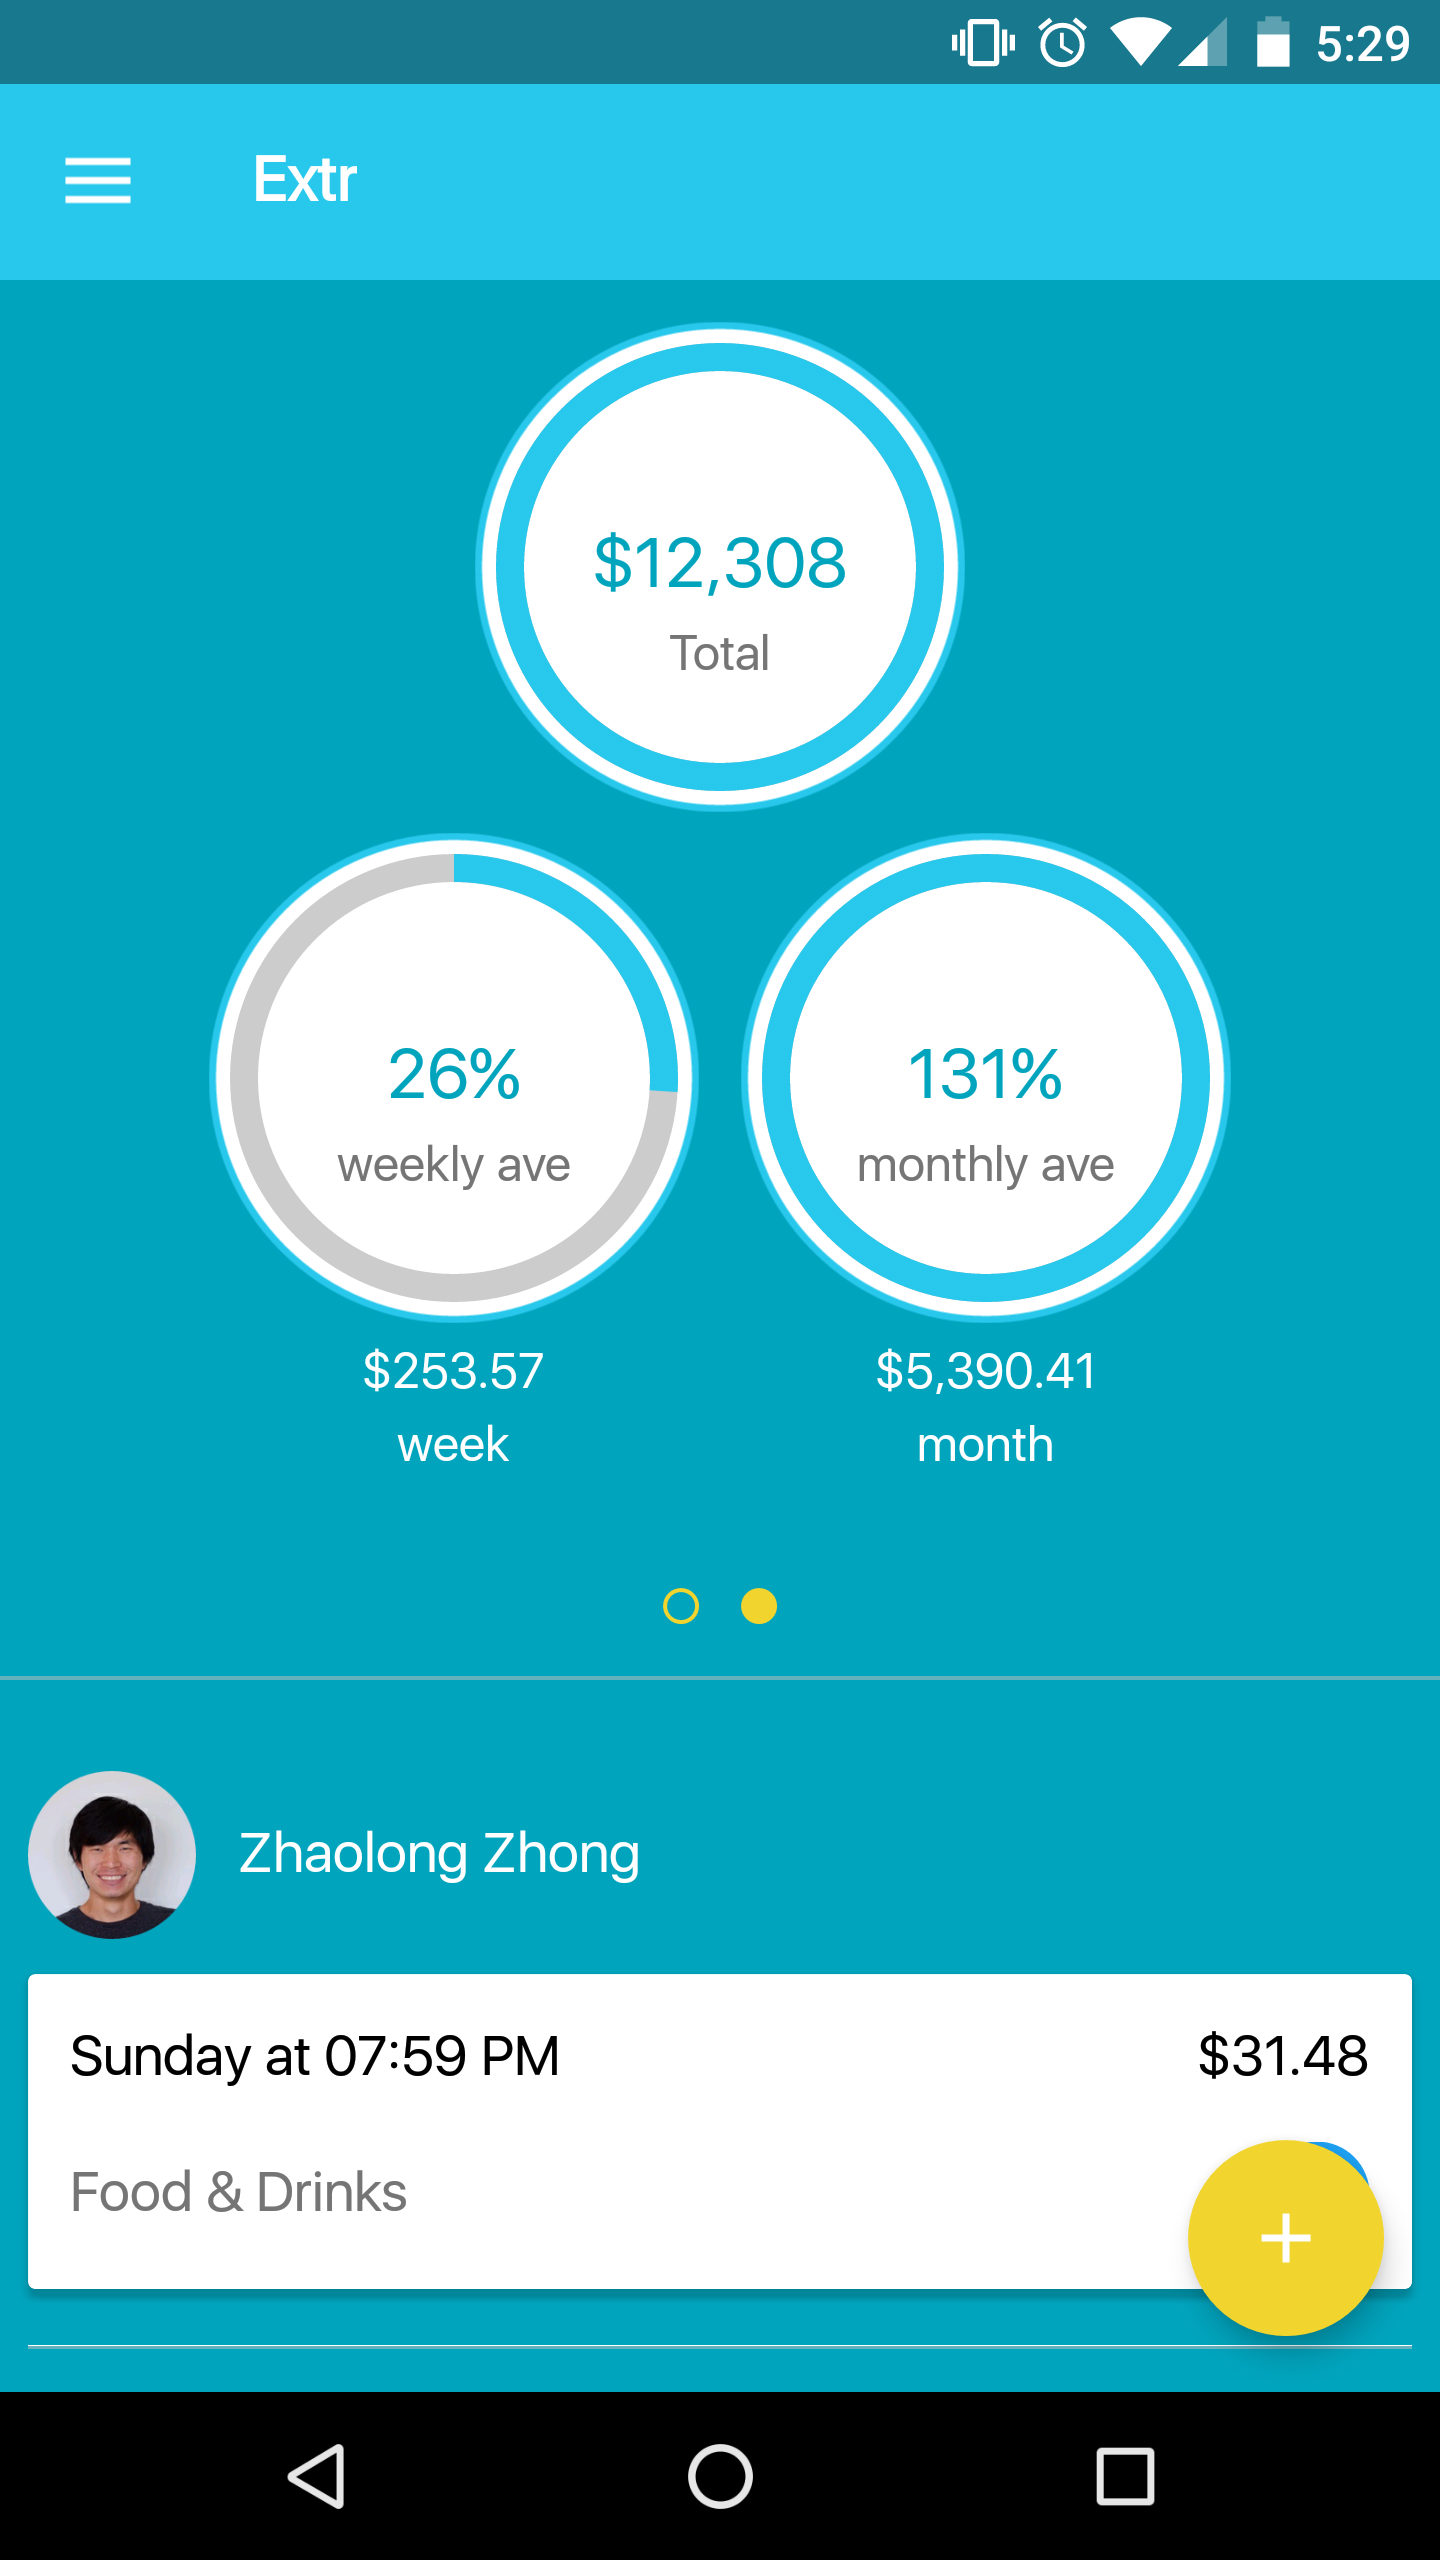 5:29
Extr
$12,308
Total
26%
weekly ave
131%
monthly ave
$253.57
week
$5,390.41
month
Zhaolong Zhong
Sunday at 07:59 PM
$31.48
Food & Drinks